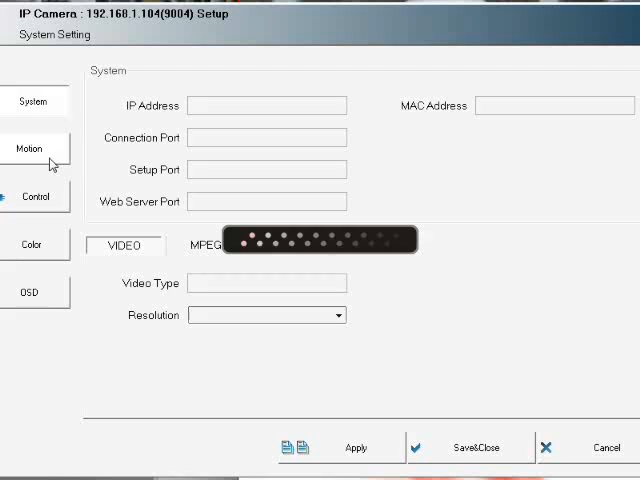 IP Camera : 192.168.1.104(9004) Setup
System Setting
System
Motion
Control
Color
OSD
System
IP Address
MAC Address
Connection Port
Setup Port
Web Server Port
VIDEO
MPEG
Video Type
Resolution
Apply
Save&Close
Cancel